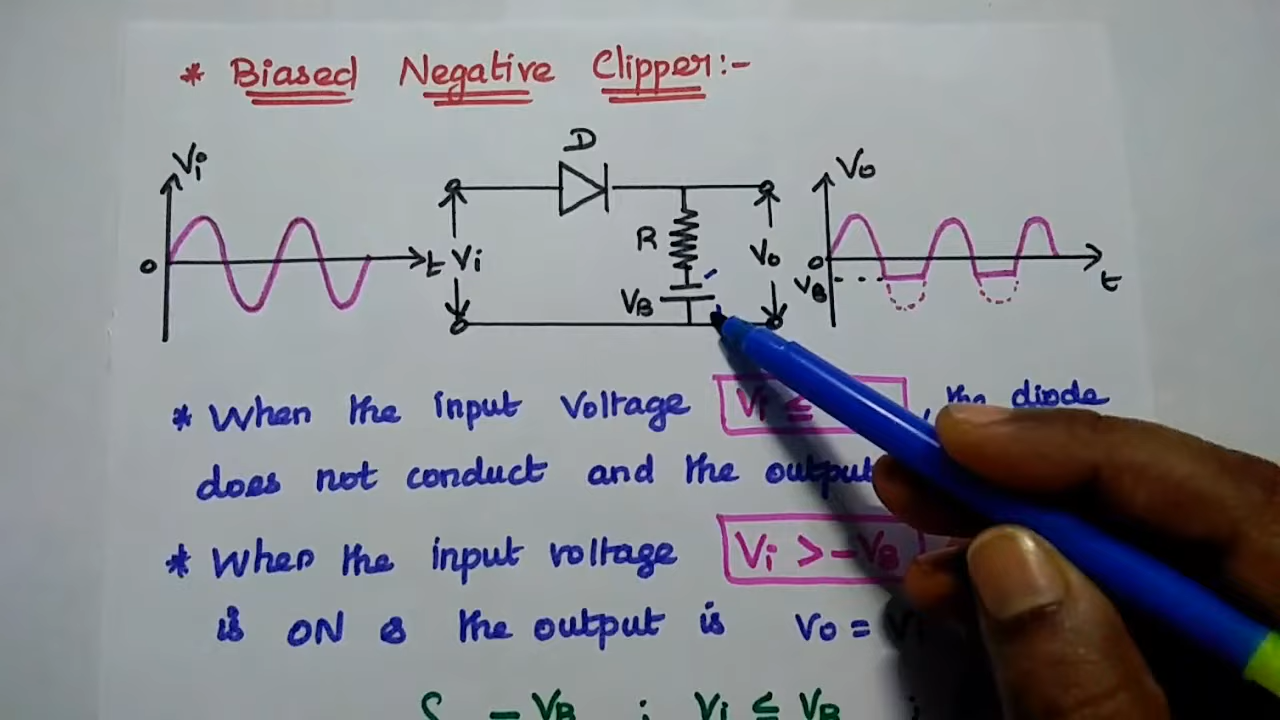 * Biased Negative Clipper:-
Vi
0
t
D
Vi
R
VB
Vo
Vo
0
VB
t
* When the input Voltage Vi ≤ , the diode
does not conduct and the output
* When the input voltage Vi > -VB
is ON & the output is Vo =
- VB ; Vi ≤ VB ;